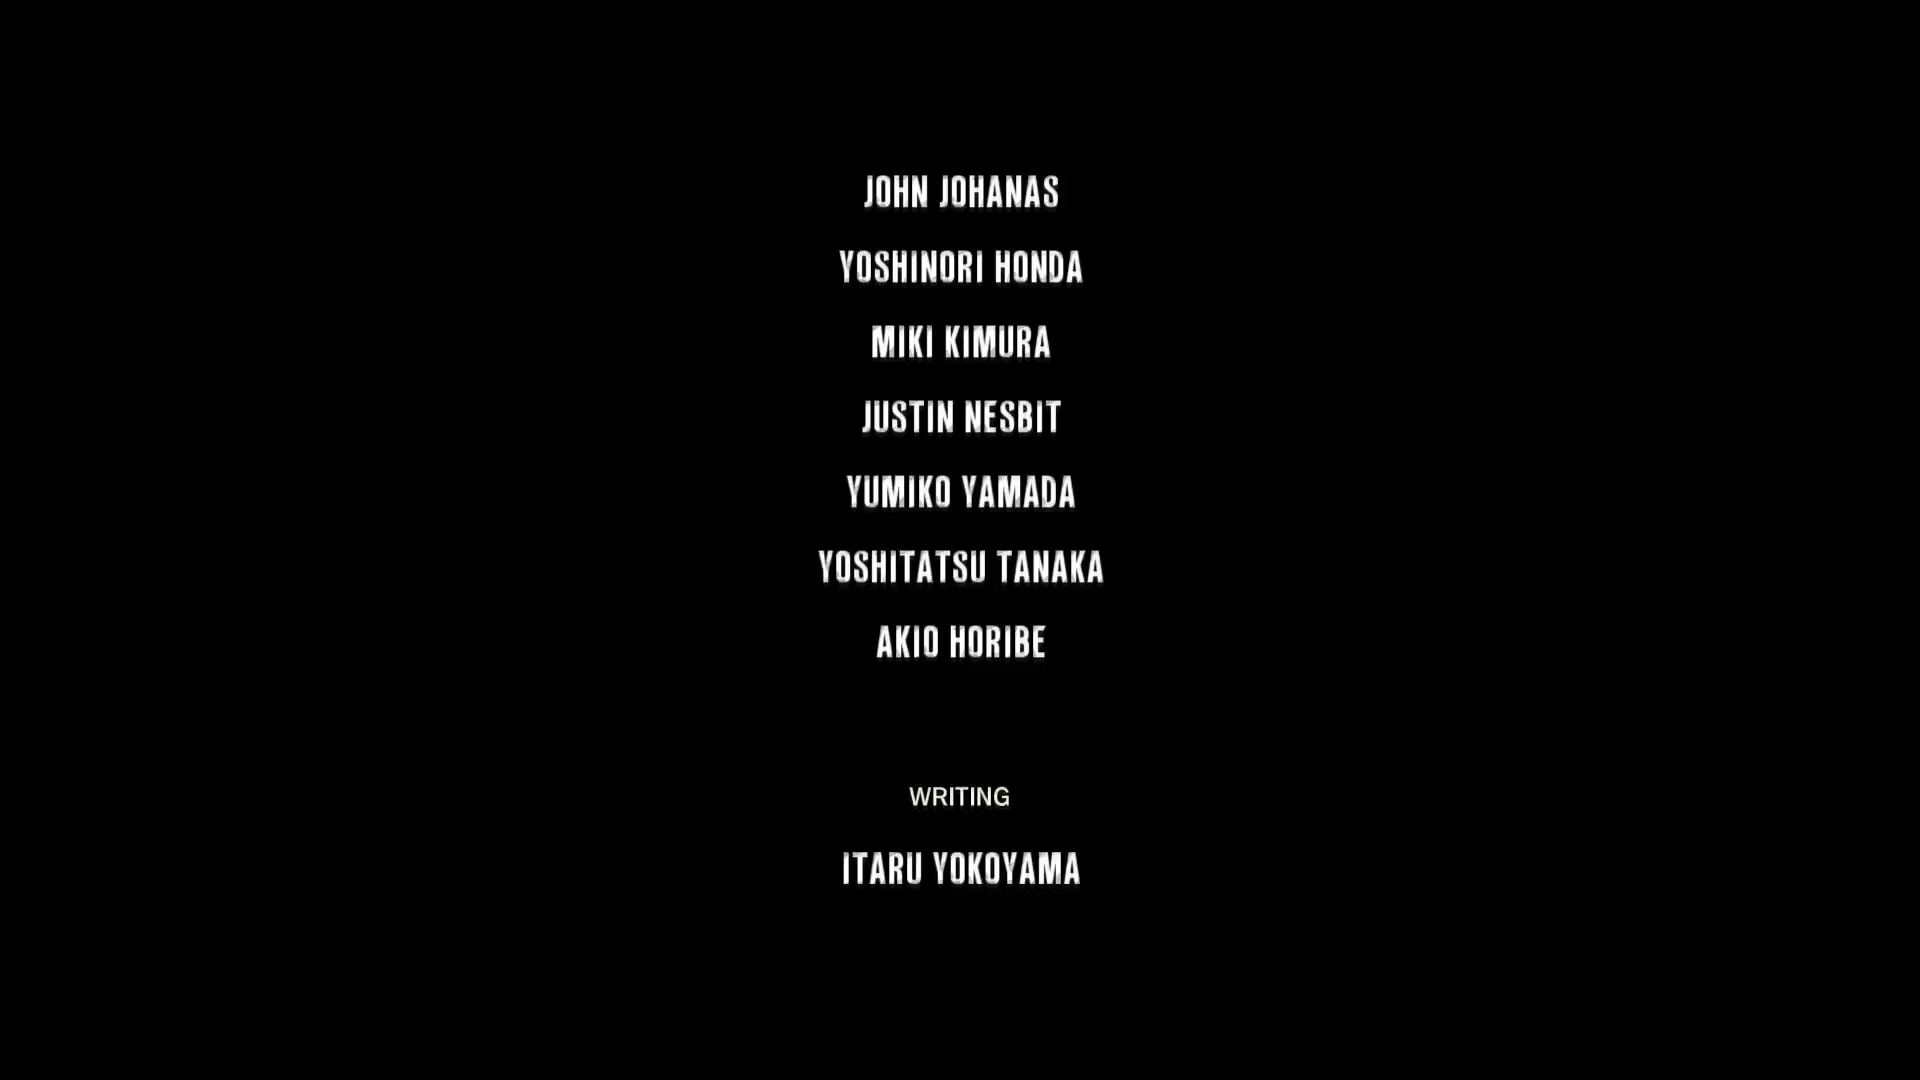 JOHN JOHANAS
YOSHINORI HONDA
MIKI KIMURA
JUSTIN NESBIT
YUMIKO YAMADA
YOSHITATSU TANAKA
AKIO HORIBE
WRITING
ITARU YOKOYAMA